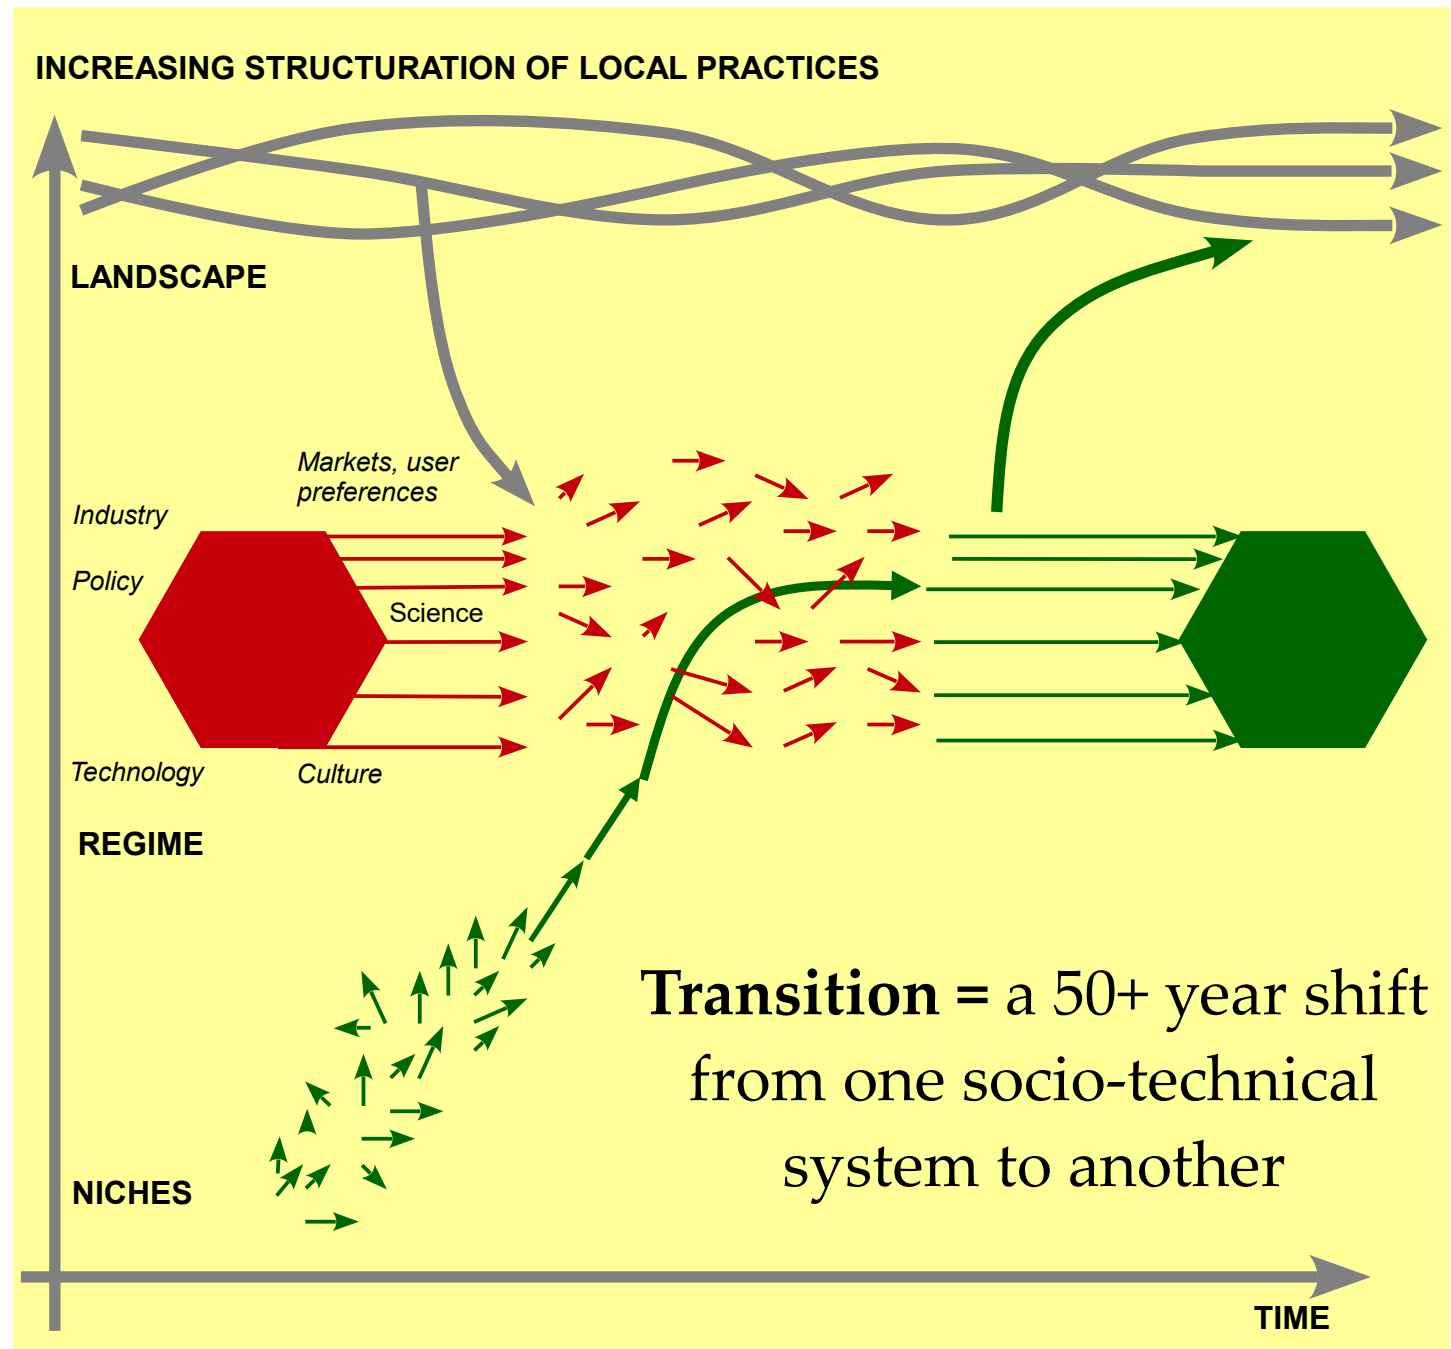 INCREASING STRUCTURATION OF LOCAL PRACTICES
LANDSCAPE
Markets, user
preferences
Industry
Policy
Science
Technology
Culture
REGIME
Transition = a 50+ year shift
from one socio-technical
system to another
NICHES
TIME